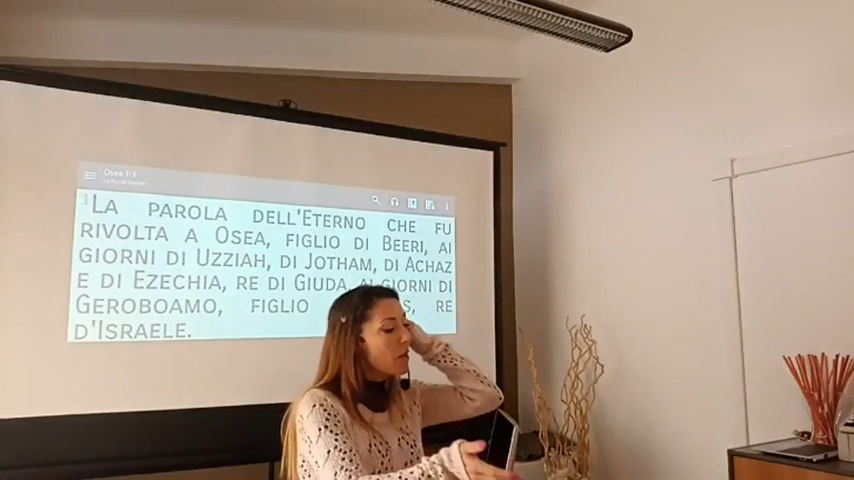 Osea 1:1
1LA PAROLA DELL'ETERNO CHE FU
RIVOLTA A OSEA, FIGLIO DI BEERI, AI
GIORNI DI UZZIAH, DI JOTHAM, DI ACHAZ
E DI EZECHIA, RE DI GIUDA, AI GIORNI DI
GEROBOAMO, FIGLIO RE
D'ISRAELE.